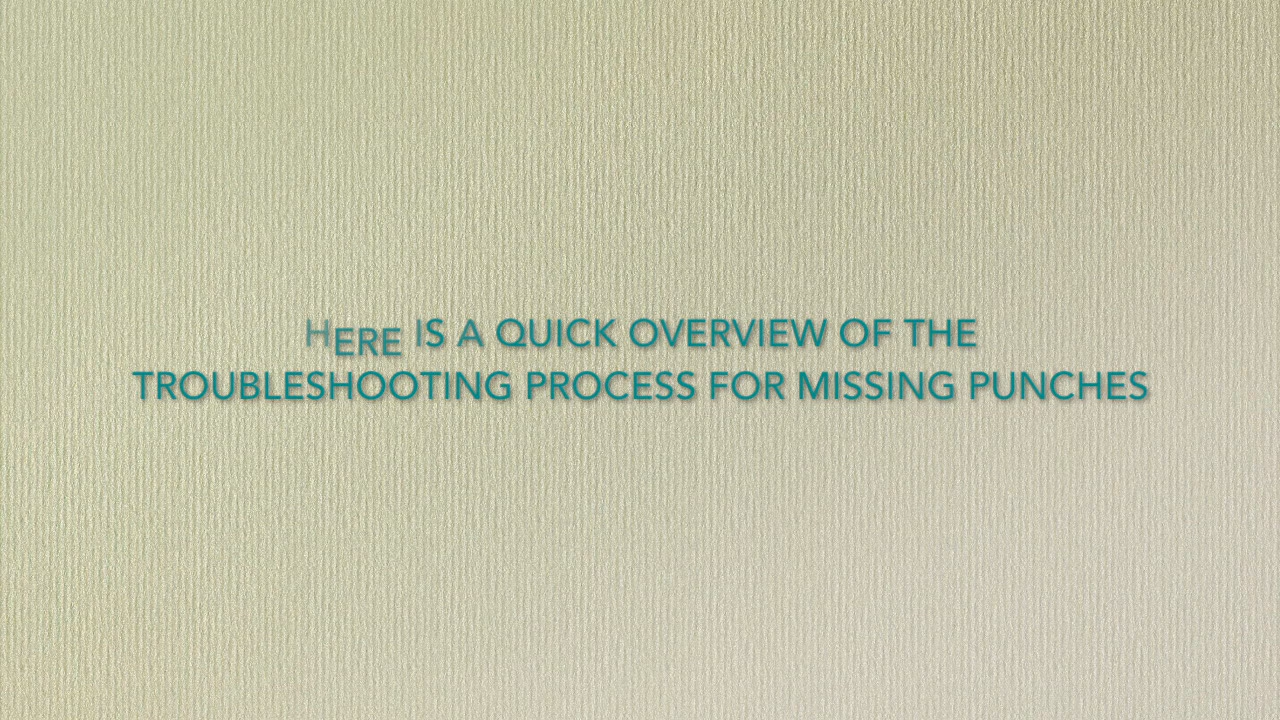 HERE IS A QUICK OVERVIEW OF THE
TROUBLESHOOTING PROCESS FOR MISSING PUNCHES